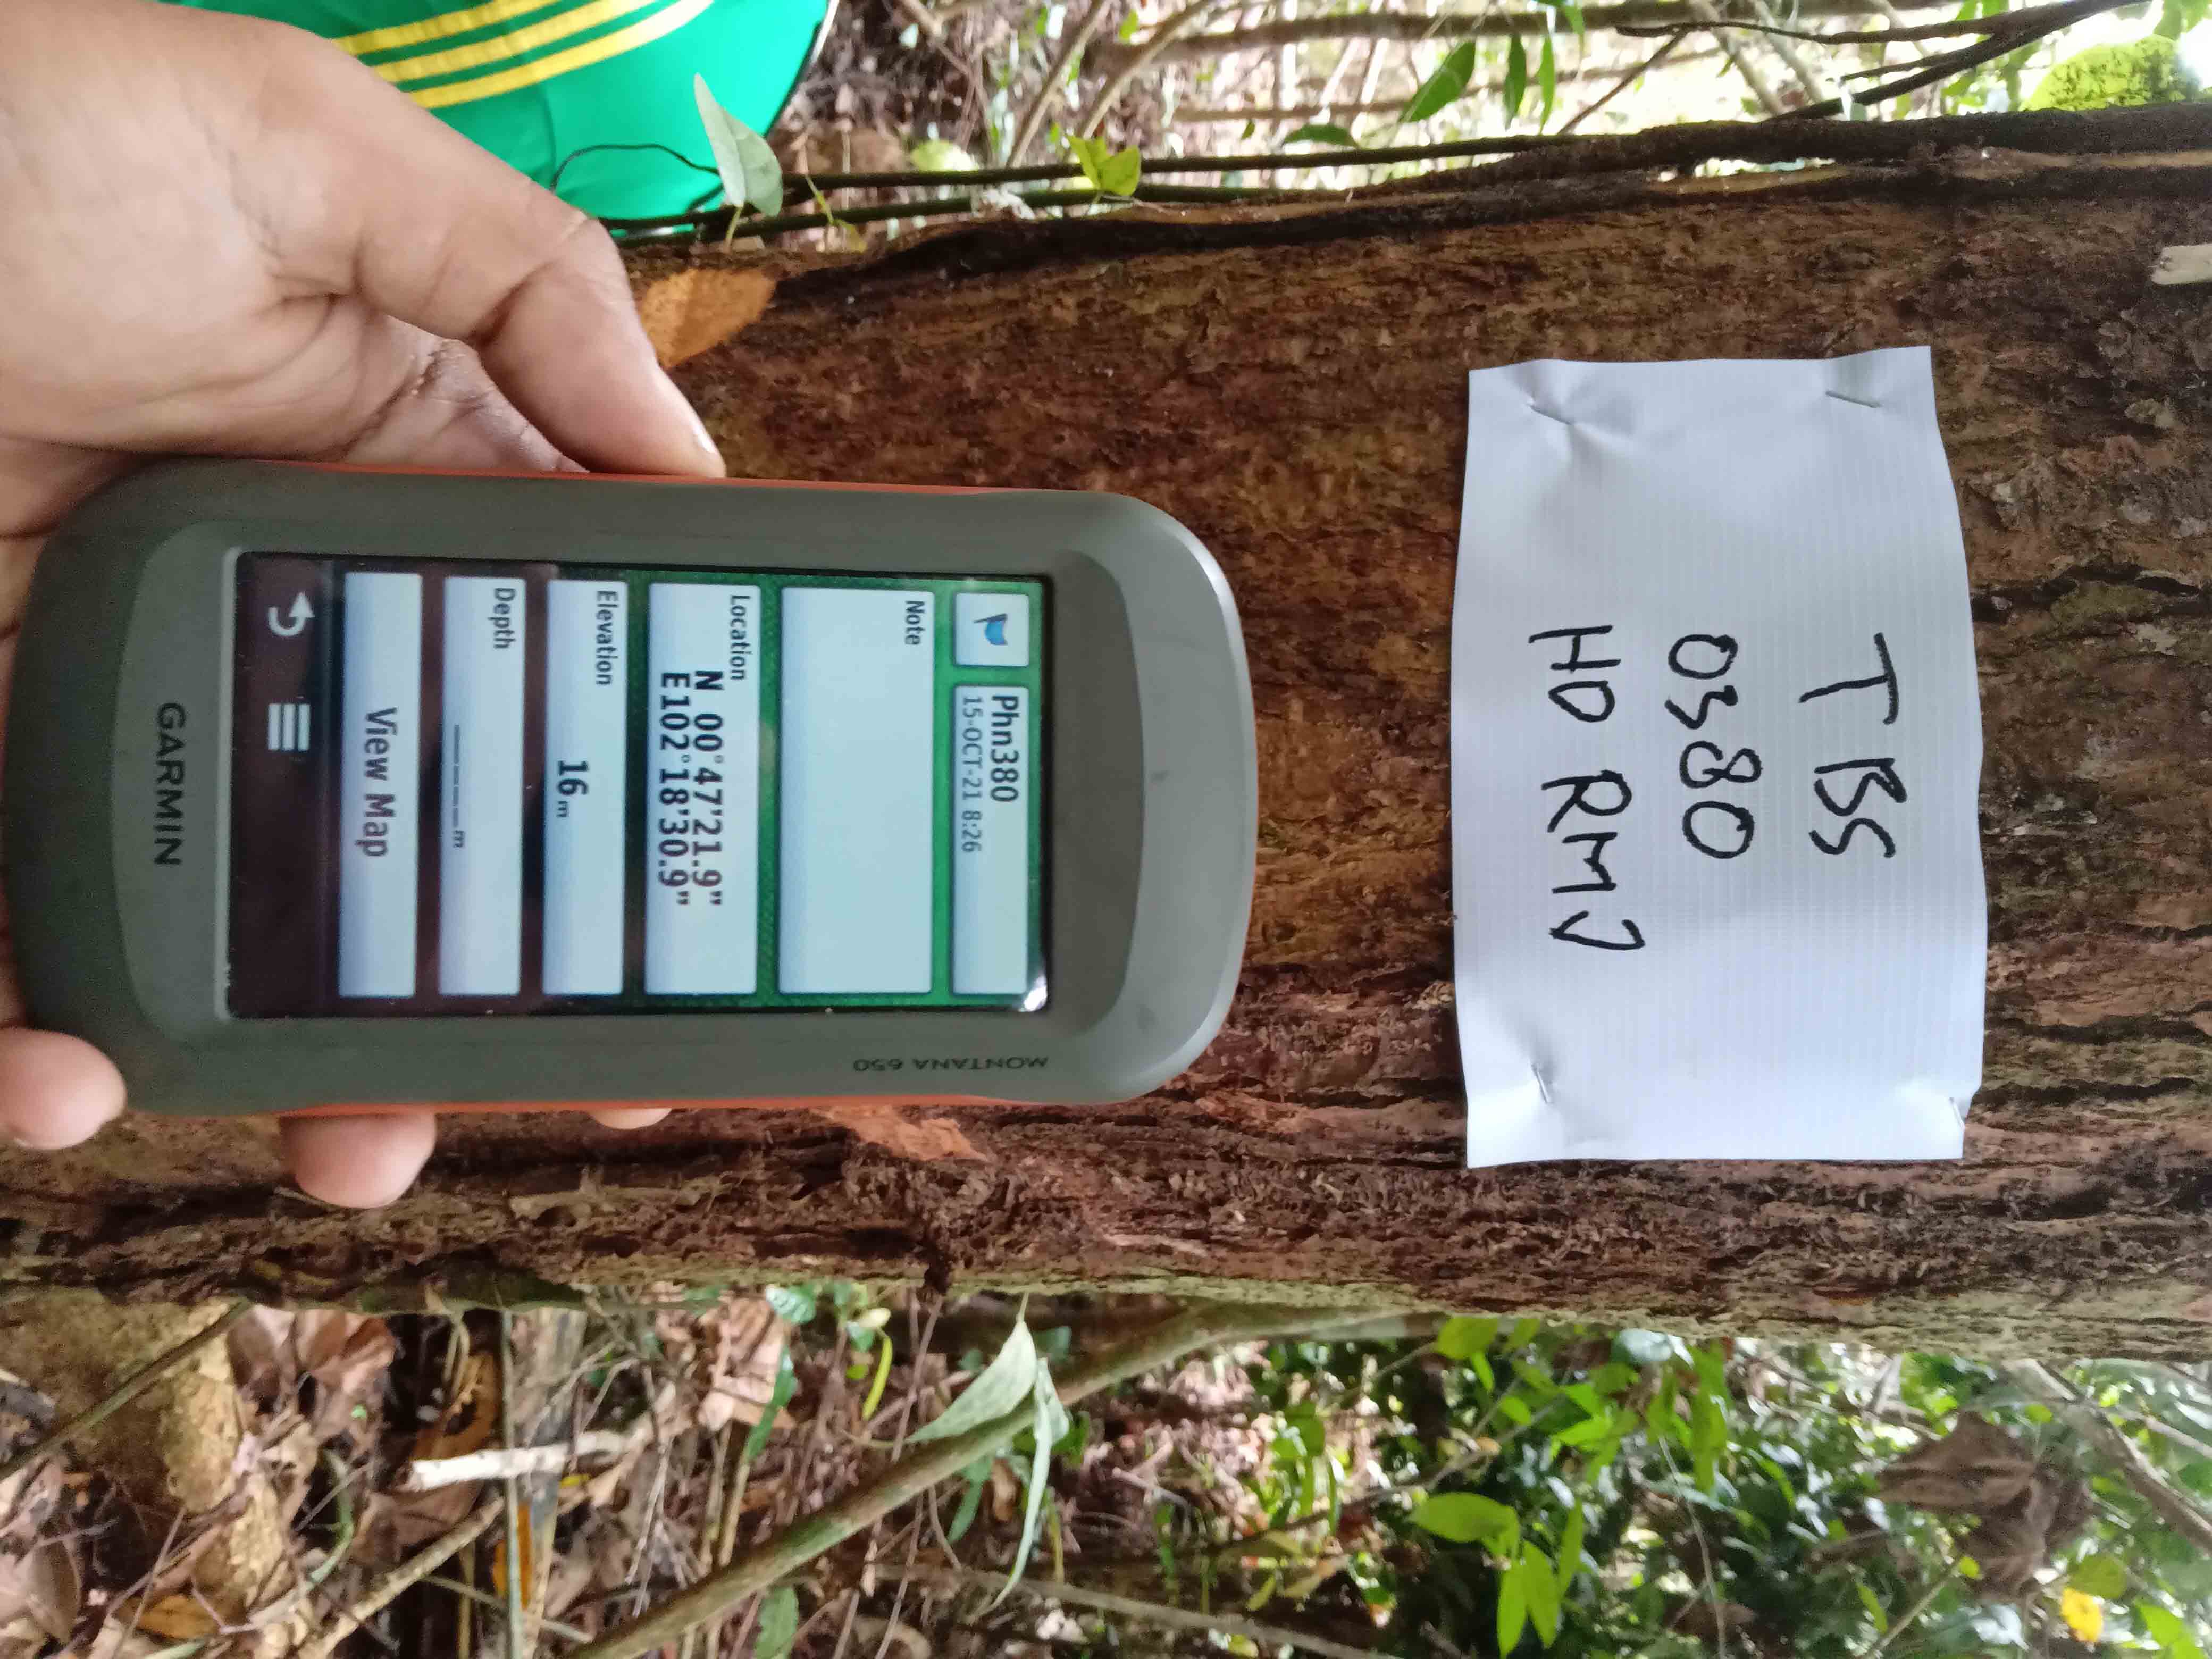 TBS
0380
HD RMJ
MONTANA 650
Phn380
15-OCT-21 8:26
Note
Location
N 00°47'21.9"
E102°18'30.9"
Elevation
16m
Depth
_____m
View Map
GARMIN